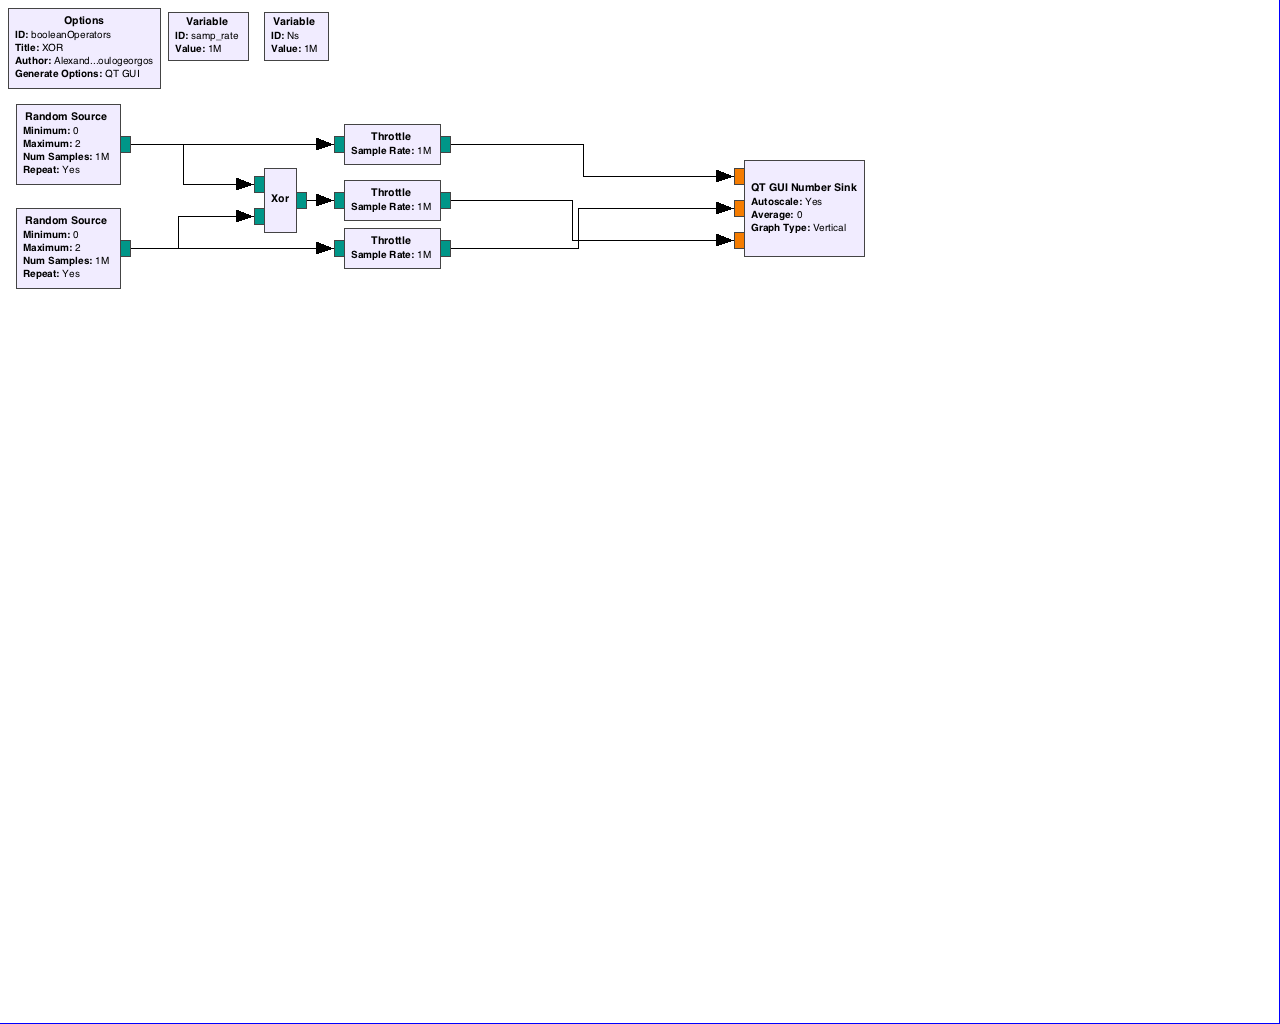 Options
ID: booleanOperators
Title: XOR
Author: Alexand...oulogeorgos
Generate Options: QT GUI
Variable
ID: samp_rate
Value: 1M
Variable
ID: Ns
Value: 1M
Random Source
Minimum: 0
Maximum: 2
Num Samples: 1M
Repeat: Yes
Throttle
Sample Rate: 1M
Xor
Throttle
Sample Rate: 1M
QT GUI Number Sink
Autoscale: Yes
Average: 0
Graph Type: Vertical
Random Source
Minimum: 0
Maximum: 2
Num Samples: 1M
Repeat: Yes
Throttle
Sample Rate: 1M